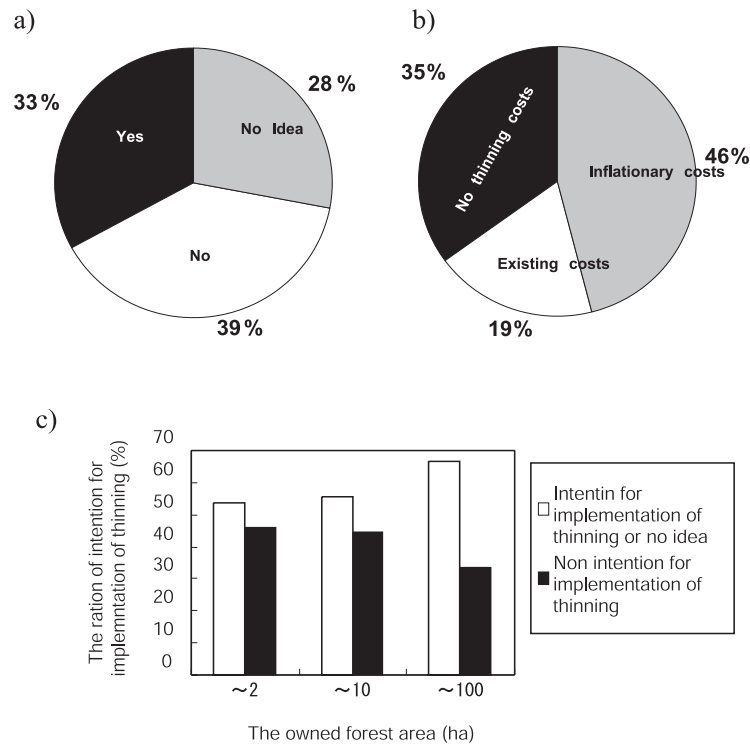 a)
33%
28%
Yes
No Idea
No
39%
b)
35%
46%
No thinning costs
Inflationary costs
Existing costs
19%
c)
The ration of intention for
implemntation of thinning (%)
70
60
50
40
30
20
10
0
~2
~10
~100
The owned forest area (ha)
Intentin for
implementation of
thinning or no idea
Non intention for
implementation of
thinning